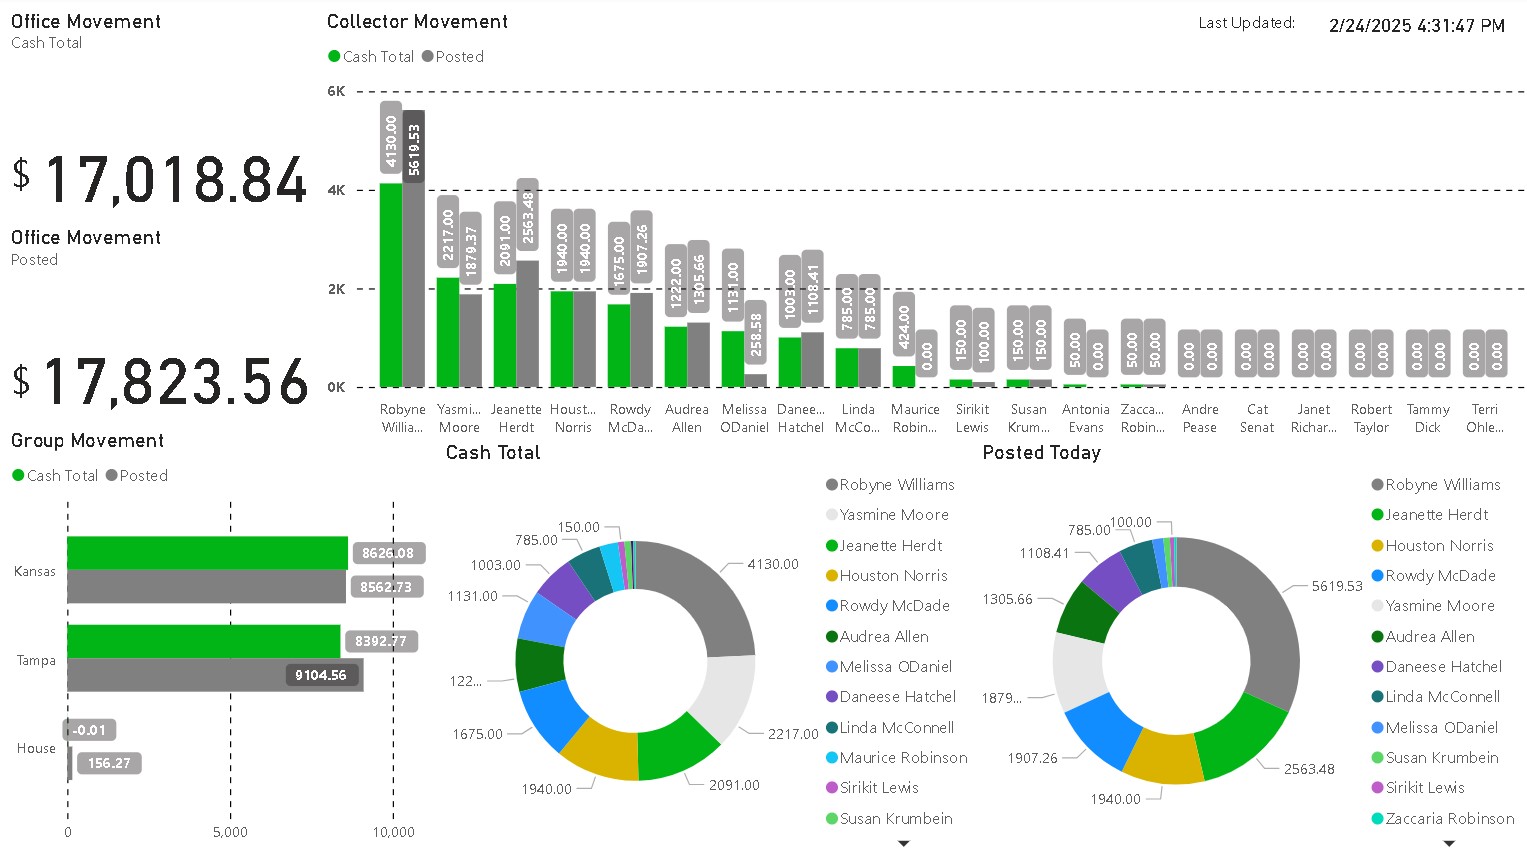 Office Movement
Cash Total
$ 17,018.84
Office Movement
Posted
$ 17,823.56
Collector Movement
Cash Total Posted
Last Updated: 2/24/2025 4:31:47 PM
6K
4K
2K
0K
4130.00 5619.53
2217.00 1879.37
2091.00 2563.48
1940.00 1940.00
1675.00 1907.26
1222.00 1305.66
1131.00 258.58
1003.00 1108.41
785.00 785.00
424.00 0.00
150.00 100.00
150.00 150.00
50.00 0.00
50.00 50.00
0.00 0.00
0.00 0.00
0.00 0.00
0.00 0.00
0.00 0.00
0.00 0.00
Robyne Willia...
Yasmi... Moore
Jeanette Herdt
Houst... Norris
Rowdy McDa...
Audrea Allen
Melissa ODaniel
Danee... Hatchel
Linda McCo...
Maurice Robin...
Sirikit Lewis
Susan Krum...
Antonia Evans
Zacca... Robin...
Andre Pease
Cat Senat
Janet Richar...
Robert Taylor
Tammy Dick
Terri Ohle...
Group Movement
Cash Total Posted
Kansas
8626.08
8562.73
Tampa
8392.77
9104.56
House
-0.01
156.27
0 5,000 10,000
Cash Total
4130.00
2217.00
2091.00
1940.00
1675.00
122...
1131.00
1003.00
785.00
150.00
Robyne Williams
Yasmine Moore
Jeanette Herdt
Houston Norris
Rowdy McDade
Audrea Allen
Melissa ODaniel
Daneese Hatchel
Linda McConnell
Maurice Robinson
Sirikit Lewis
Susan Krumbein
Posted Today
5619.53
2563.48
1940.00
1907.26
1879...
1305.66
1108.41
785.00
100.00
Robyne Williams
Jeanette Herdt
Houston Norris
Rowdy McDade
Yasmine Moore
Audrea Allen
Daneese Hatchel
Linda McConnell
Melissa ODaniel
Susan Krumbein
Sirikit Lewis
Zaccaria Robinson